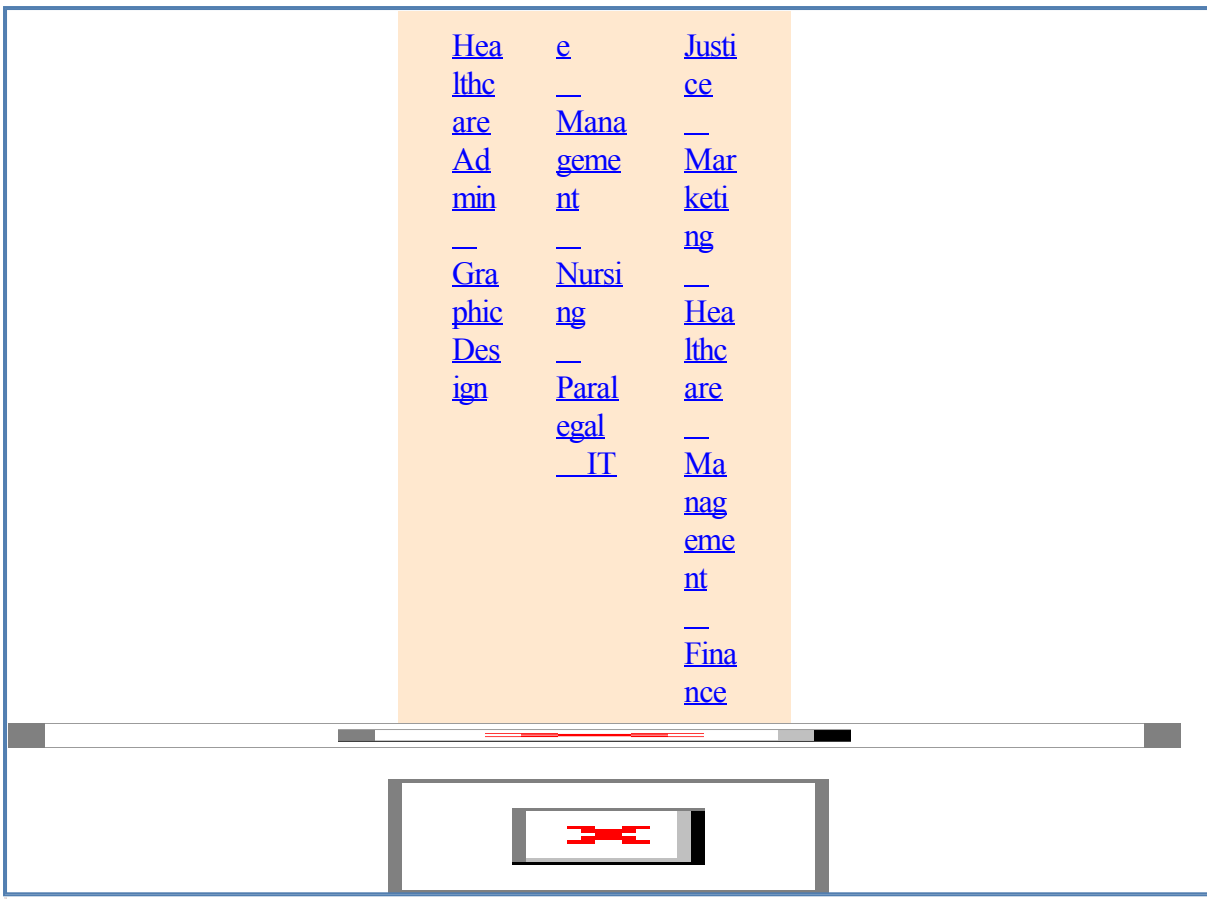 Hea
lthc
are
Ad
min
Gra
phic
Des
ign
e
Mana
geme
nt
Nursi
ng
Paral
egal
IT
Justi
ce
Mar
keti
ng
Hea
lthc
are
Ma
nag
eme
nt
Fina
nce